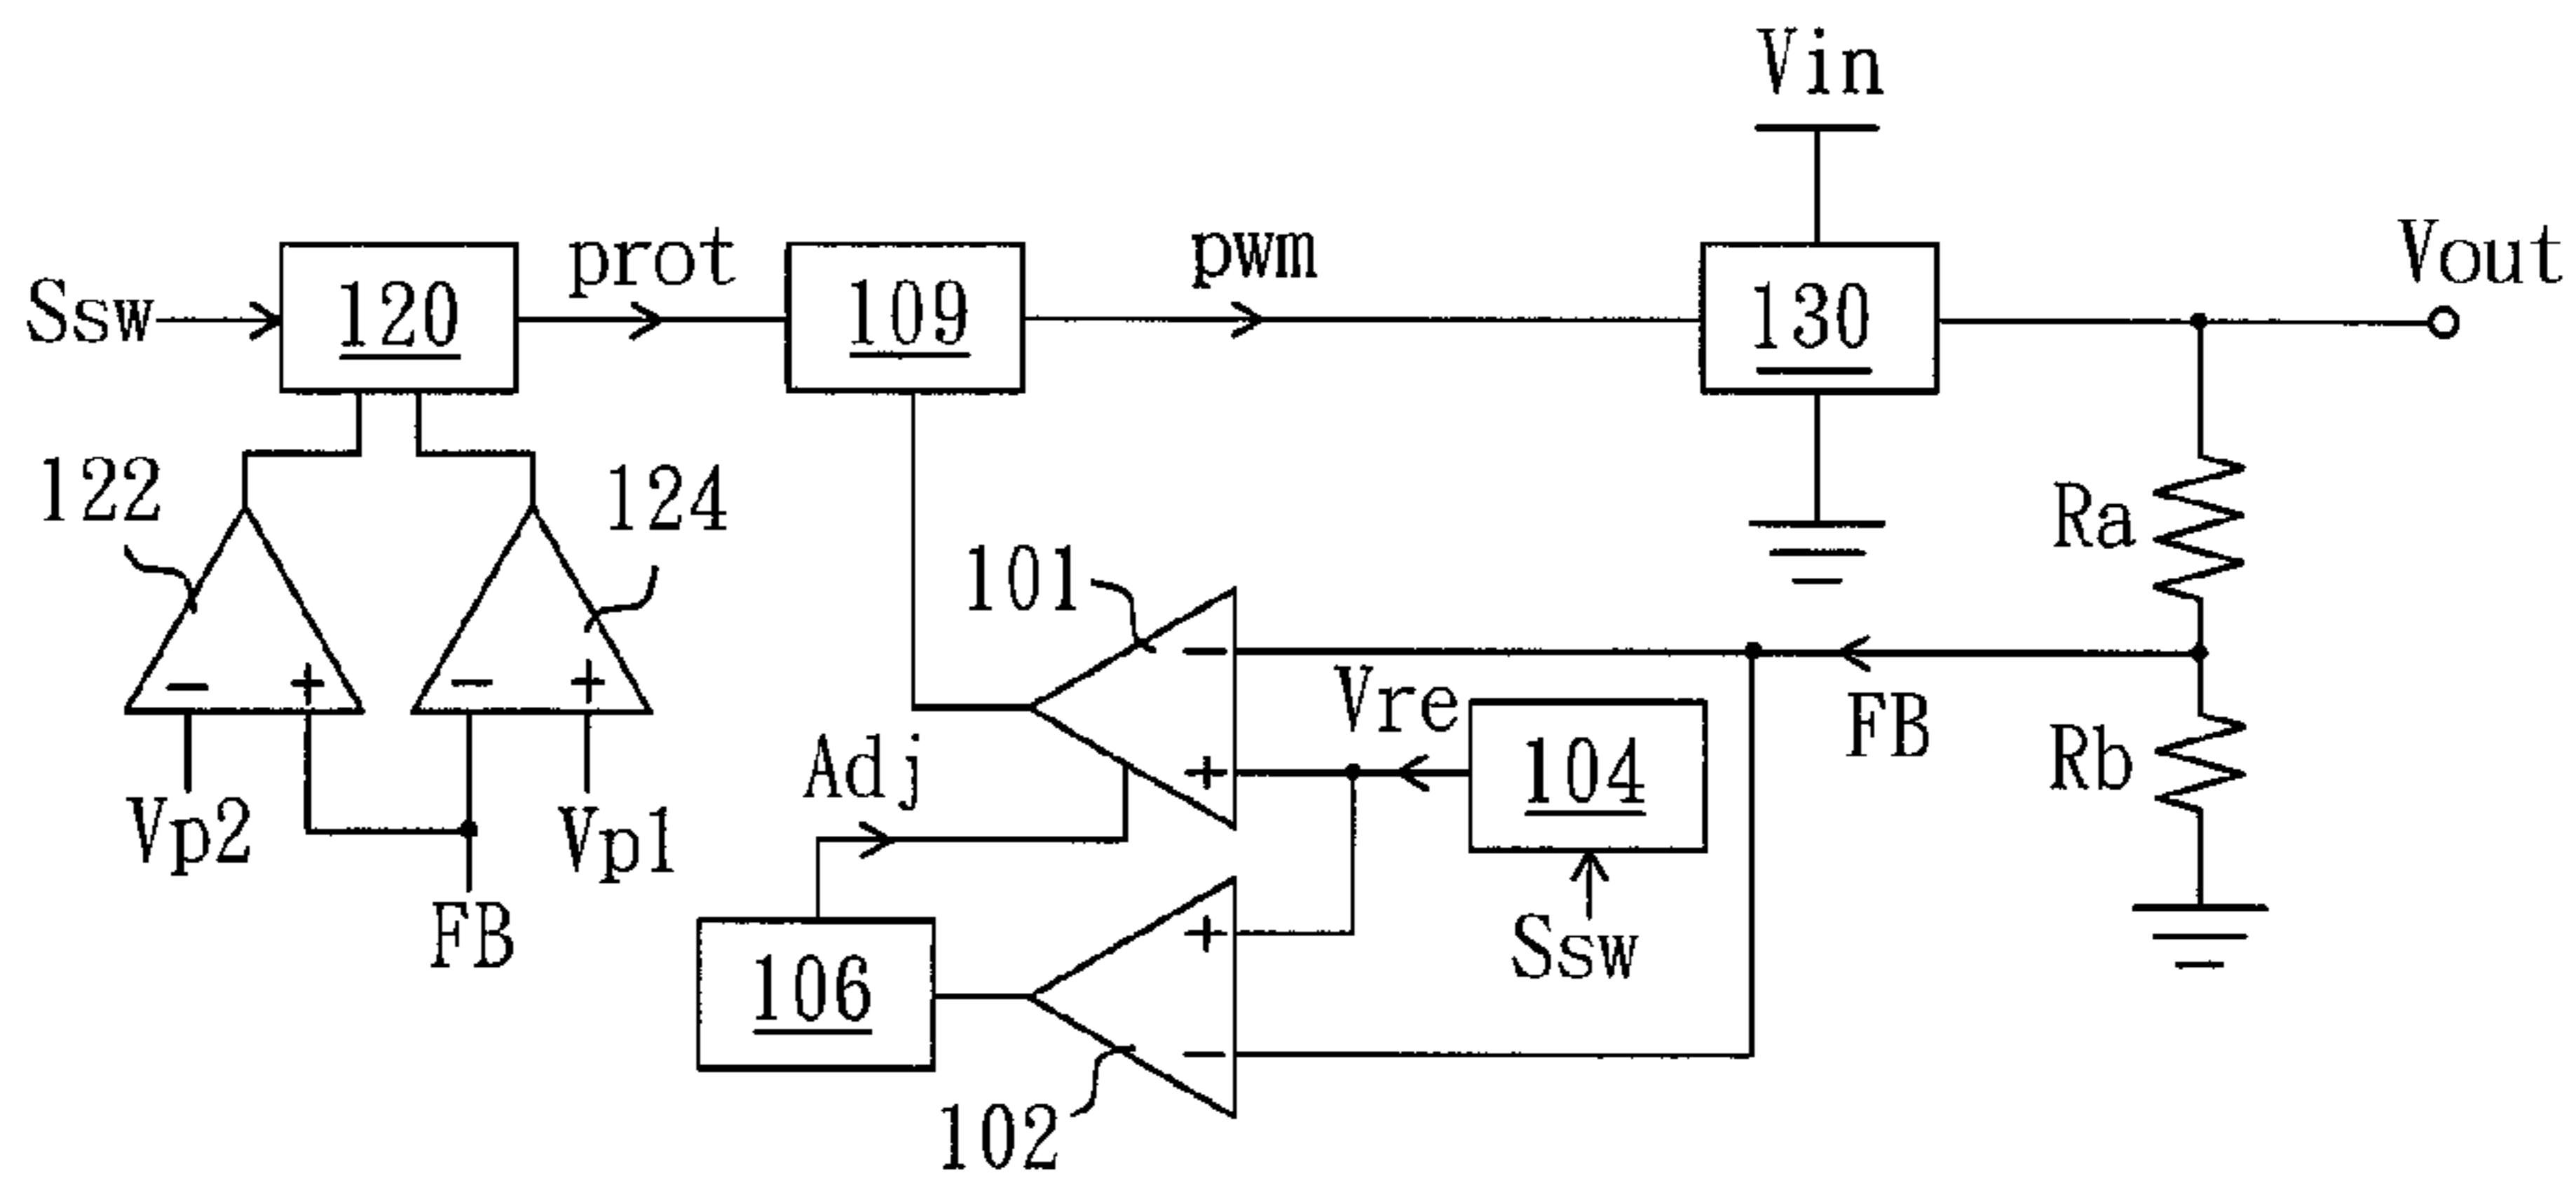 Vin
Ssw
120
prot
109
pwm
130
Vout
122
124
101
Ra
-
+
-
+
-
Vre
FB
Adj
+
104
Rb
Vp2
Vp1
FB
+
Ssw
106
-
102